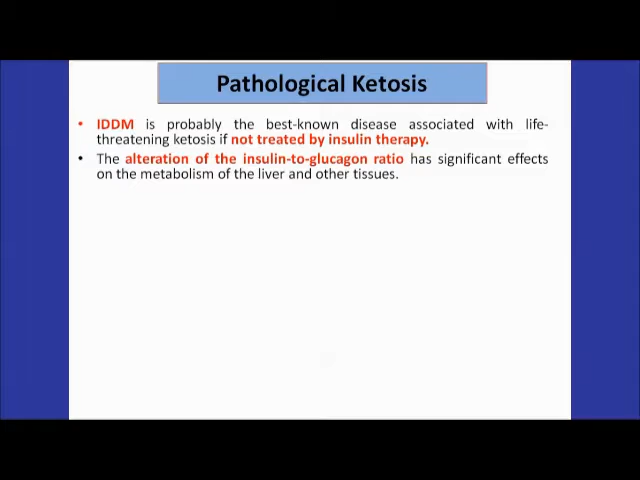 Pathological Ketosis
• IDDM is probably the best-known disease associated with life-
threatening ketosis if not treated by insulin therapy.
• The alteration of the insulin-to-glucagon ratio has significant effects
on the metabolism of the liver and other tissues.